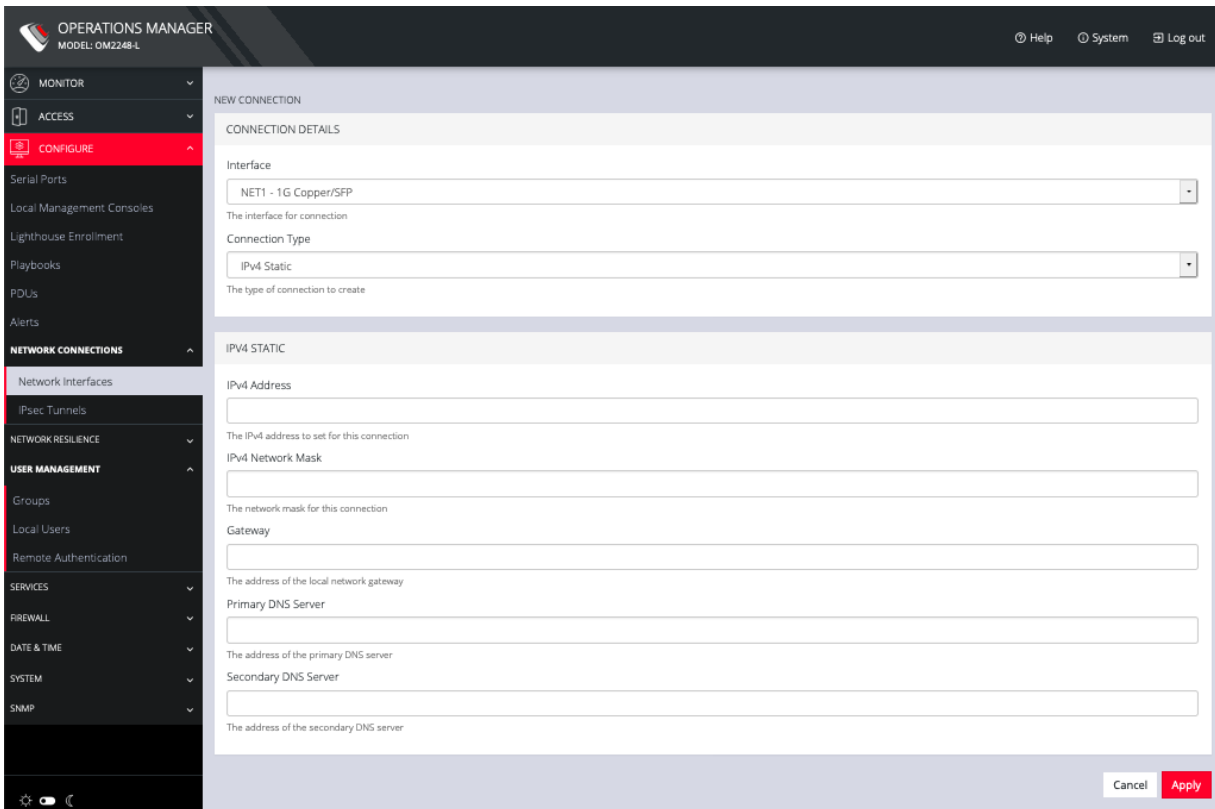 OPERATIONS MANAGER
MODEL: OM2248-L
Help System Log out
MONITOR
ACCESS
CONFIGURE
Serial Ports
Local Management Consoles
Lighthouse Enrollment
Playbooks
PDUs
Alerts
NETWORK CONNECTIONS
Network Interfaces
IPsec Tunnels
NETWORK RESILIENCE
USER MANAGEMENT
Groups
Local Users
Remote Authentication
SERVICES
FIREWALL
DATE & TIME
SYSTEM
SNMP
NEW CONNECTION
CONNECTION DETAILS
Interface
NET1 - 1G Copper/SFP
The interface for connection
Connection Type
IPv4 Static
The type of connection to create
IPV4 STATIC
IPv4 Address
The IPv4 address to set for this connection
IPv4 Network Mask
The network mask for this connection
Gateway
The address of the local network gateway
Primary DNS Server
The address of the primary DNS server
Secondary DNS Server
The address of the secondary DNS server
Cancel Apply